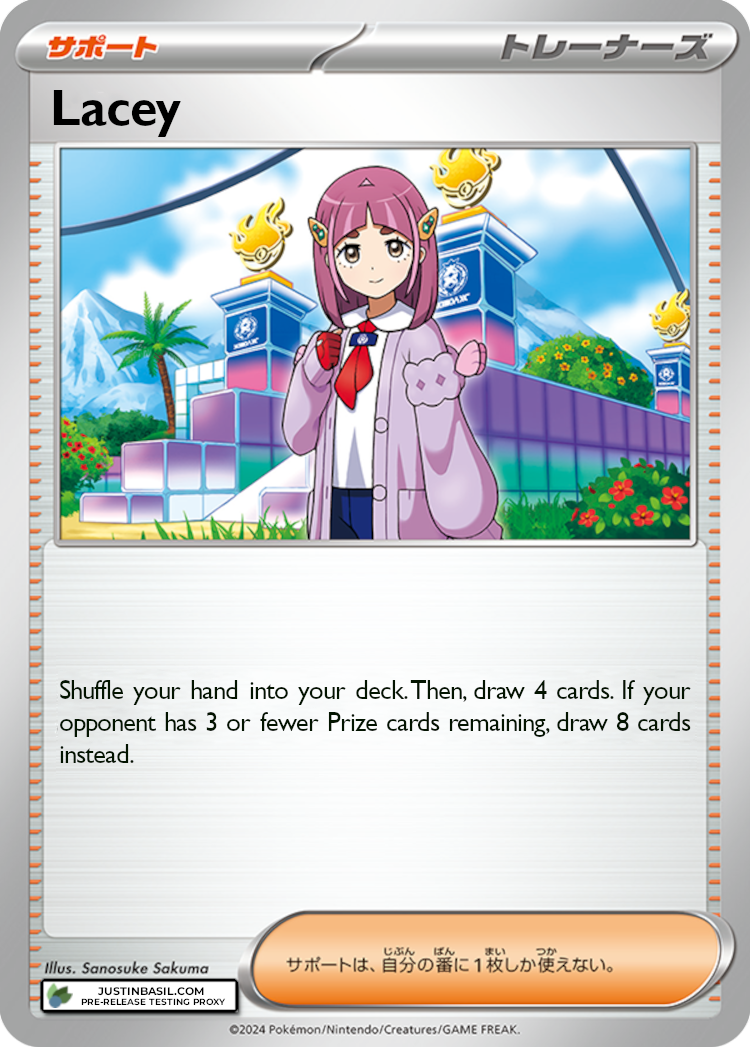 サポート トレーナーズ
Lacey
Shuffle your hand into your deck. Then, draw 4 cards. If your
opponent has 3 or fewer Prize cards remaining, draw 8 cards
instead.
サポートは、自分の番に1枚しか使えない。
Illus. Sanosuke Sakuma
JUSTINBASIL.COM
PRE-RELEASE TESTING PROXY
©2024 Pokémon/Nintendo/Creatures/GAME FREAK.